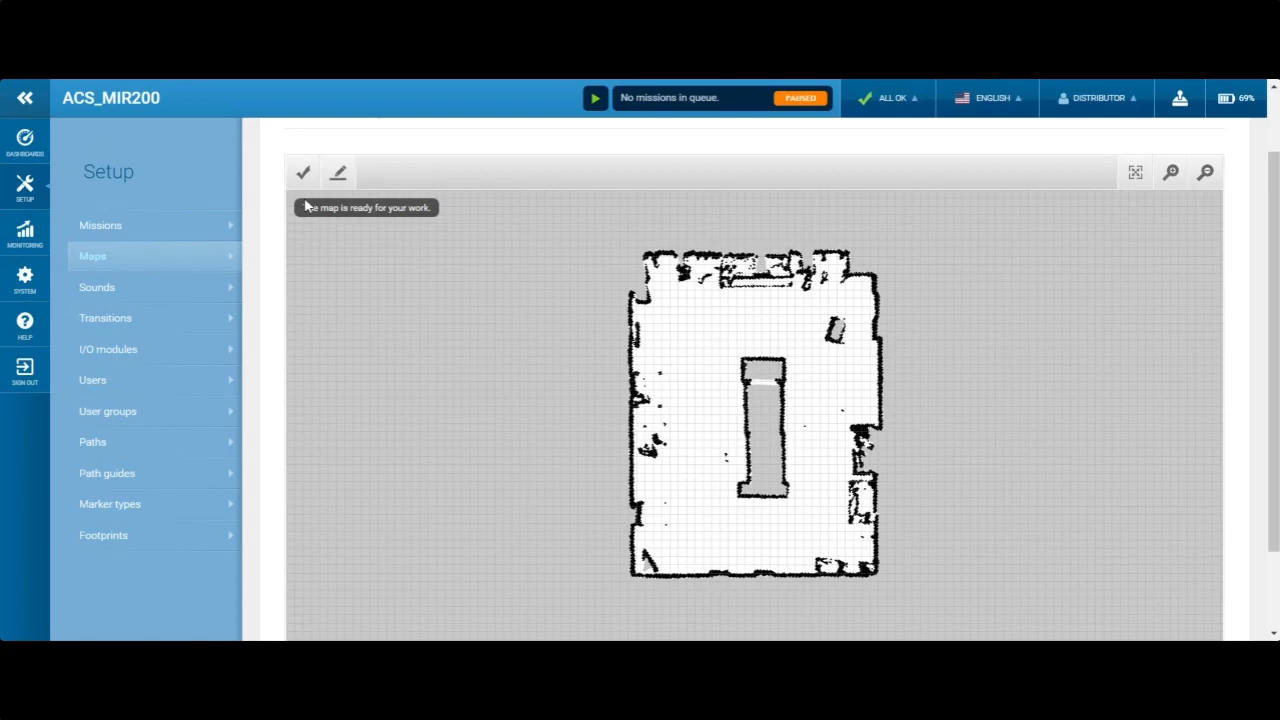 ACS_MIR200
No missions in queue.
PAUSED
ALL OK
ENGLISH
DISTRIBUTOR
69%
DASHBOARDS
SETUP
MONITORING
SYSTEM
HELP
SIGN OUT
Setup
Missions
Maps
Sounds
Transitions
I/O modules
Users
User groups
Paths
Path guides
Marker types
Footprints
map is ready for your work.